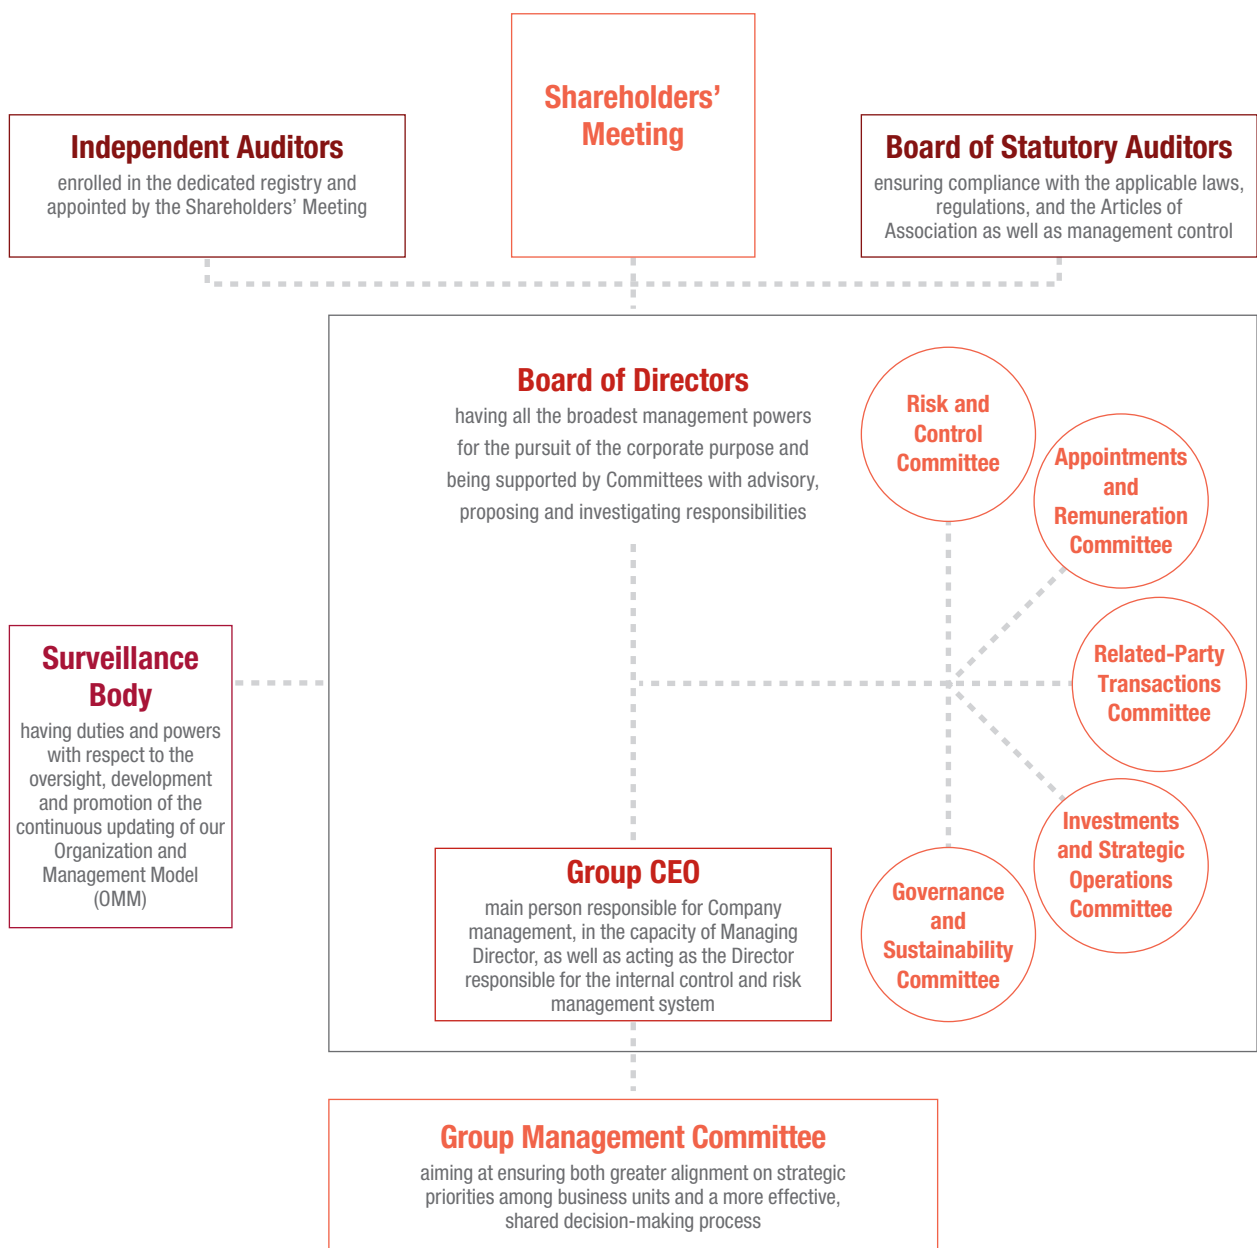 Shareholders’
Meeting
Independent Auditors
enrolled in the dedicated registry and
appointed by the Shareholders’ Meeting
Board of Statutory Auditors
ensuring compliance with the applicable laws,
regulations, and the Articles of
Association as well as management control
Board of Directors
having all the broadest management powers
for the pursuit of the corporate purpose and
being supported by Committees with advisory,
proposing and investigating responsibilities
Risk and
Control
Committee
Appointments
and
Remuneration
Committee
Related-Party
Transactions
Committee
Investments
and Strategic
Operations
Committee
Governance
and
Sustainability
Committee
Surveillance
Body
having duties and powers
with respect to the
oversight, development
and promotion of the
continuous updating of our
Organization and
Management Model
(OMM)
Group CEO
main person responsible for Company
management, in the capacity of Managing
Director, as well as acting as the Director
responsible for the internal control and risk
management system
Group Management Committee
aiming at ensuring both greater alignment on strategic
priorities among business units and a more effective,
shared decision-making process